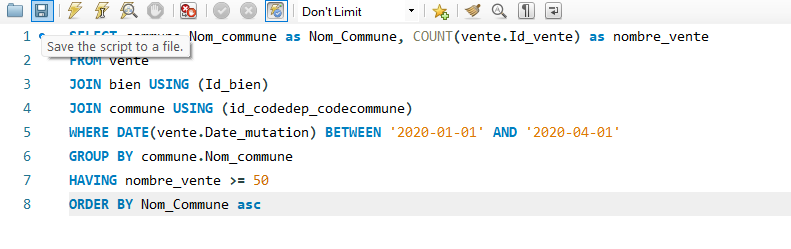 Don't Limit
1 SELECT commune.Nom_commune as Nom_Commune, COUNT(vente.Id_vente) as nombre_vente
Save the script to a file.
2 FROM vente
3 JOIN bien USING (Id_bien)
4 JOIN commune USING (id_codedep_codecommune)
5 WHERE DATE(vente.Date_mutation) BETWEEN '2020-01-01' AND '2020-04-01'
6 GROUP BY commune.Nom_commune
7 HAVING nombre_vente >= 50
8 ORDER BY Nom_Commune asc